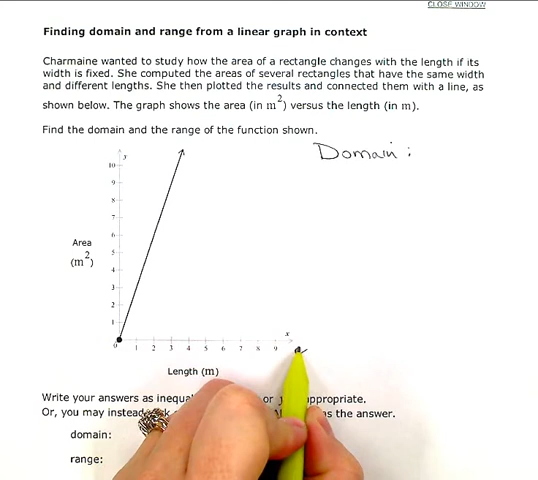 CLOSE WINDOW
Finding domain and range from a linear graph in context
Charmaine wanted to study how the area of a rectangle changes with the length if its
width is fixed. She computed the areas of several rectangles that have the same width
and different lengths. She then plotted the results and connected them with a line, as
shown below. The graph shows the area (in m²) versus the length (in m).
Find the domain and the range of the function shown.
Domain :
y
10
9
8
7
6
5
4
3
2
1
Area
(m²)
x
0 1 2 3 4 5 6 7 8 9
Length (m)
Write your answers as or appropriate.
Or, you may instead as the answer.
domain:
range: